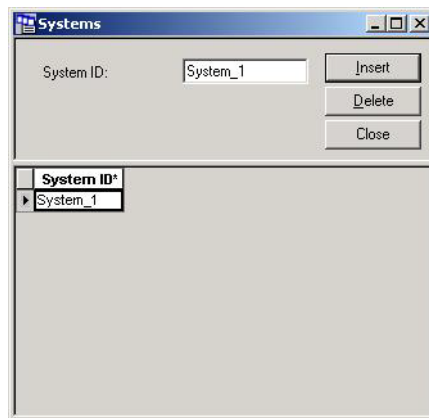 Systems
System ID:
System_1
Insert
Delete
Close
System ID*
System_1